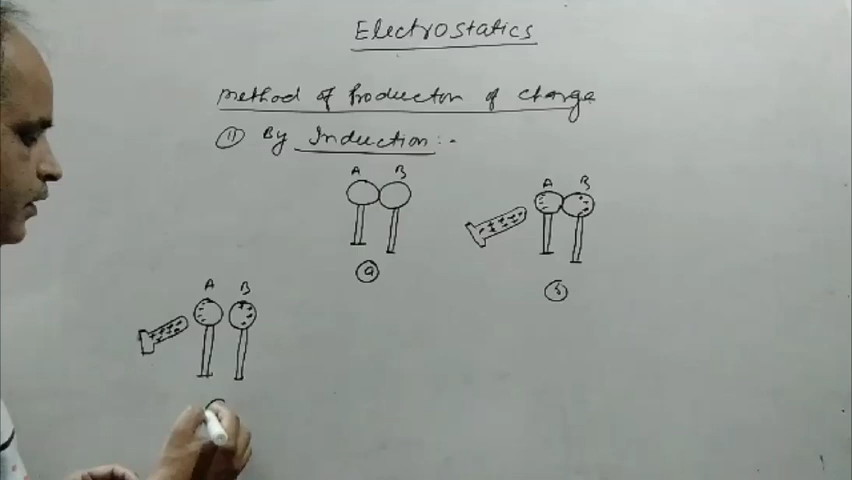 Electrostatics
Method of Production of Charge
(ii) By Induction :-
A B
A B
(a)
(b)
A B